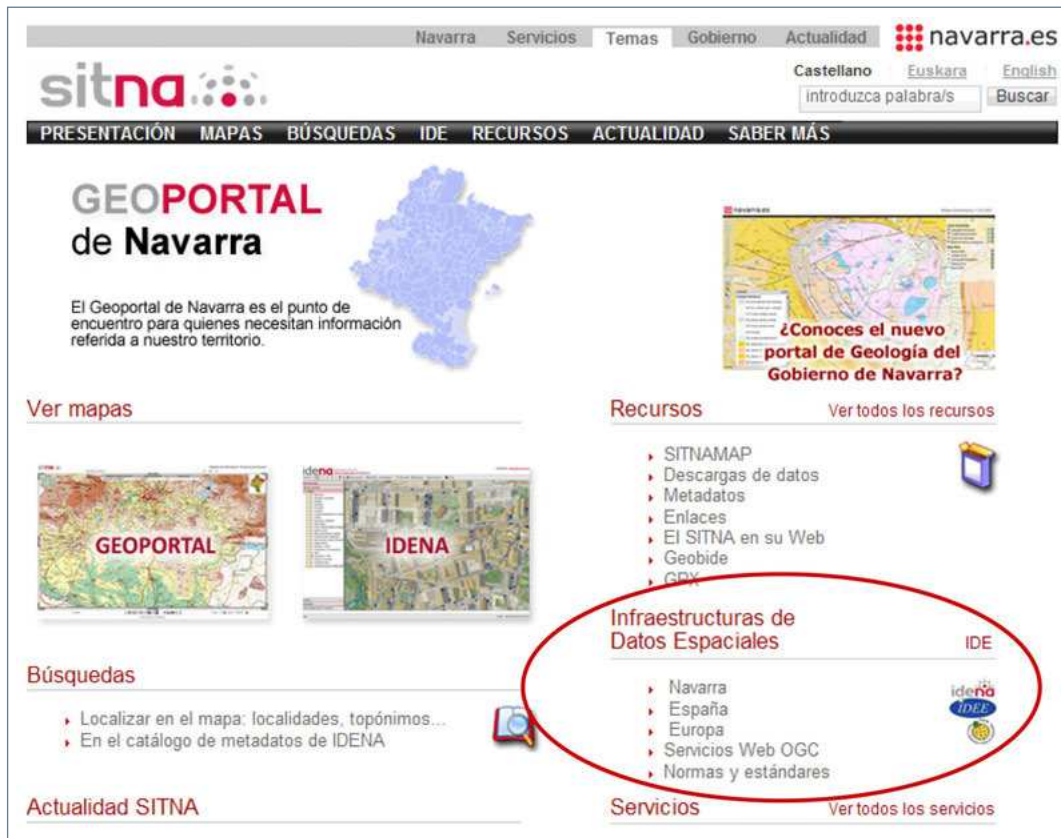 Navarra Servicios Temas Gobierno Actualidad navarra.es
sitna
Castellano Euskara English
introduzca palabra/s Buscar
PRESENTACIÓN MAPAS BÚSQUEDAS IDE RECURSOS ACTUALIDAD SABER MÁS
GEOPORTAL
de Navarra
El Geoportal de Navarra es el punto de
encuentro para quienes necesitan información
referida a nuestro territorio.
¿Conoces el nuevo
portal de Geología del
Gobierno de Navarra?
Ver mapas
GEOPORTAL
idena
IDENA
Recursos Ver todos los recursos
SITNAMAP
Descargas de datos
Metadatos
Enlaces
El SITNA en su Web
Geobide
GPX
Infraestructuras de
Datos Espaciales IDE
Navarra
España
Europa
Servicios Web OGC
Normas y estándares
idena
IDEE
Búsquedas
Localizar en el mapa: localidades, topónimos...
En el catálogo de metadatos de IDENA
Actualidad SITNA
Servicios Ver todos los servicios